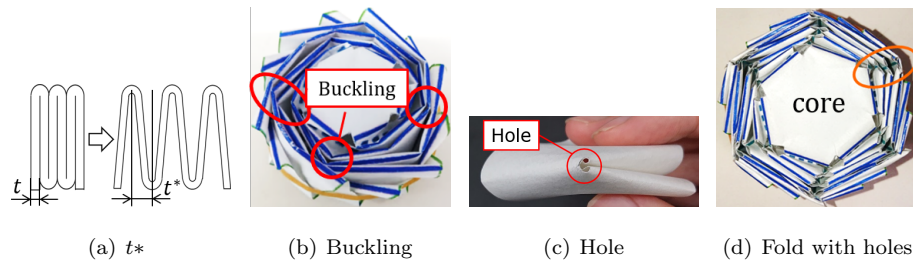 t
t*
Buckling
Hole
core
(a) t*
(b) Buckling
(c) Hole
(d) Fold with holes